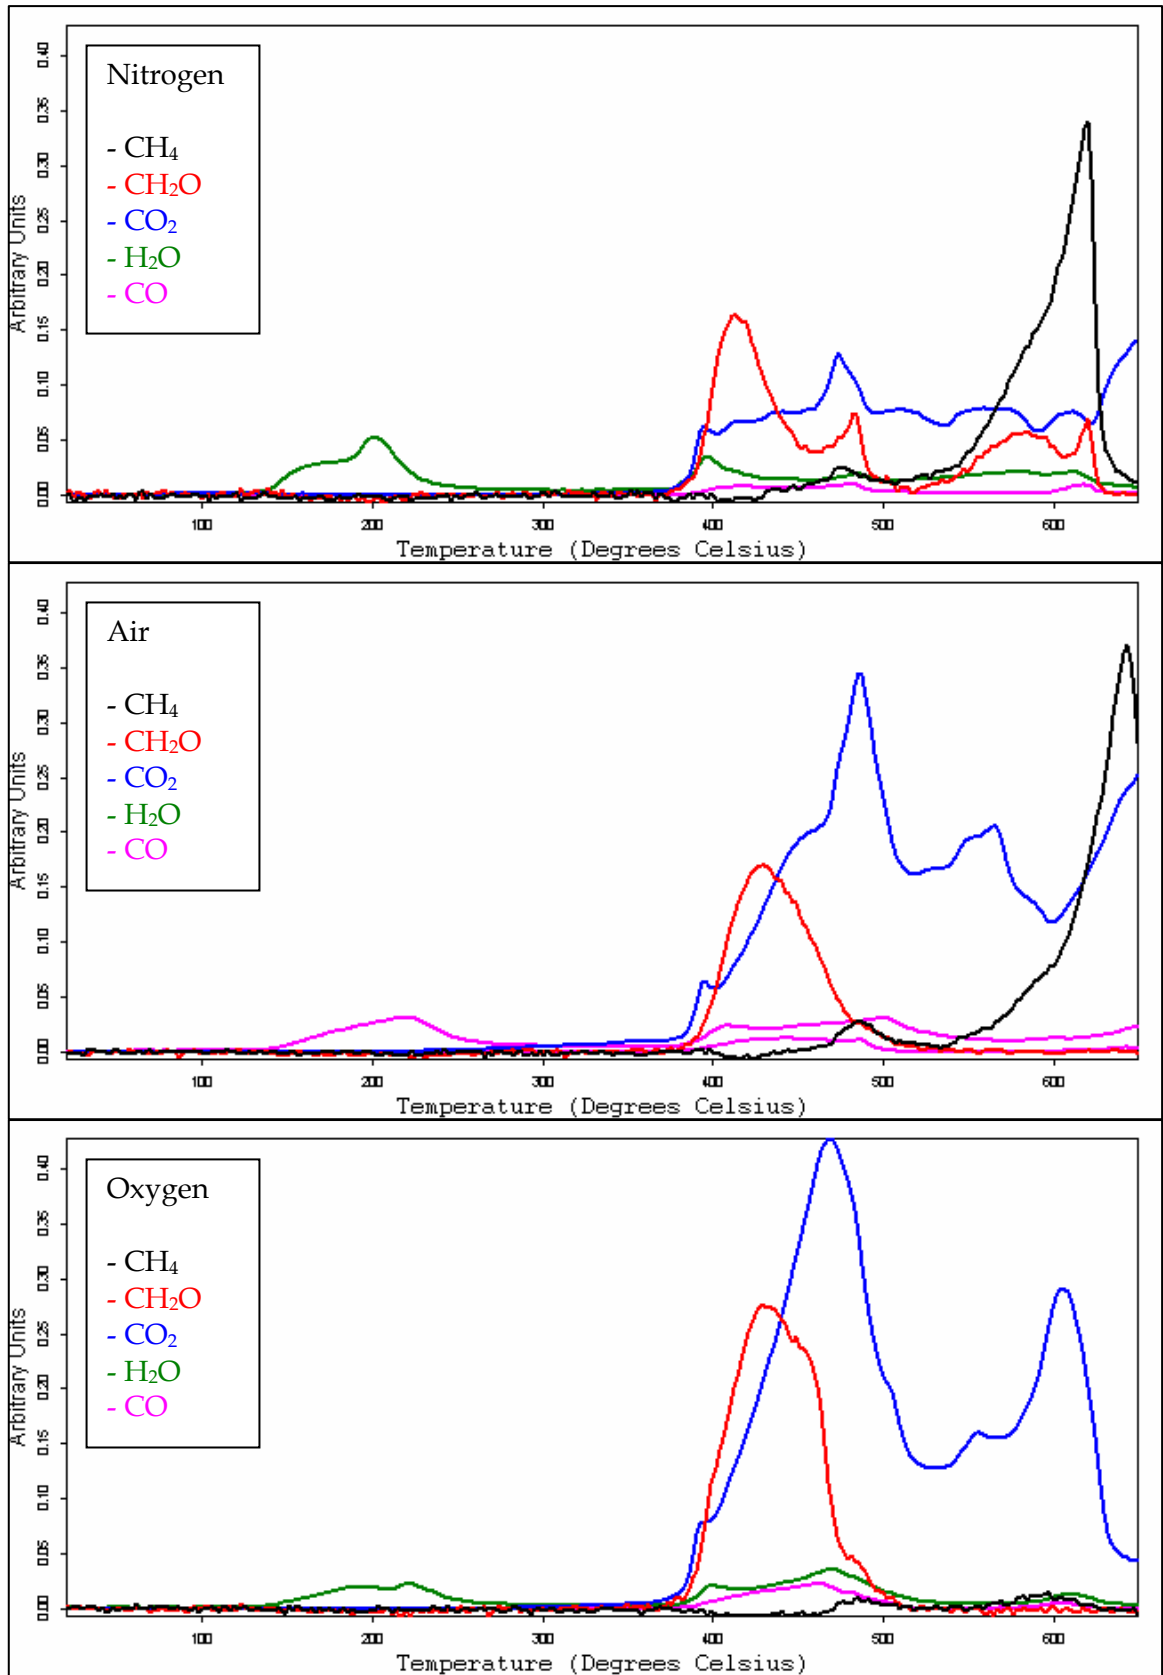 Nitrogen
- CH₄
- CH₂O
- CO₂
- H₂O
- CO
Arbitrary Units
0.40
0.35
0.30
0.25
0.20
0.15
0.10
0.05
0.00
100 200 300 400 500 600
Temperature (Degrees Celsius)
Air
- CH₄
- CH₂O
- CO₂
- H₂O
- CO
Arbitrary Units
0.40
0.35
0.30
0.25
0.20
0.15
0.10
0.05
0.00
100 200 300 400 500 600
Temperature (Degrees Celsius)
Oxygen
- CH₄
- CH₂O
- CO₂
- H₂O
- CO
Arbitrary Units
0.40
0.35
0.30
0.25
0.20
0.15
0.10
0.05
0.00
100 200 300 400 500 600
Temperature (Degrees Celsius)